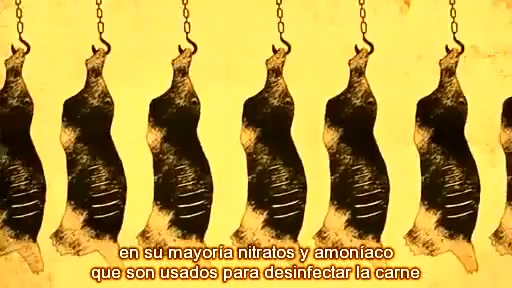 en su mayoría nitratos y amoníaco
que son usados para desinfectar la carne